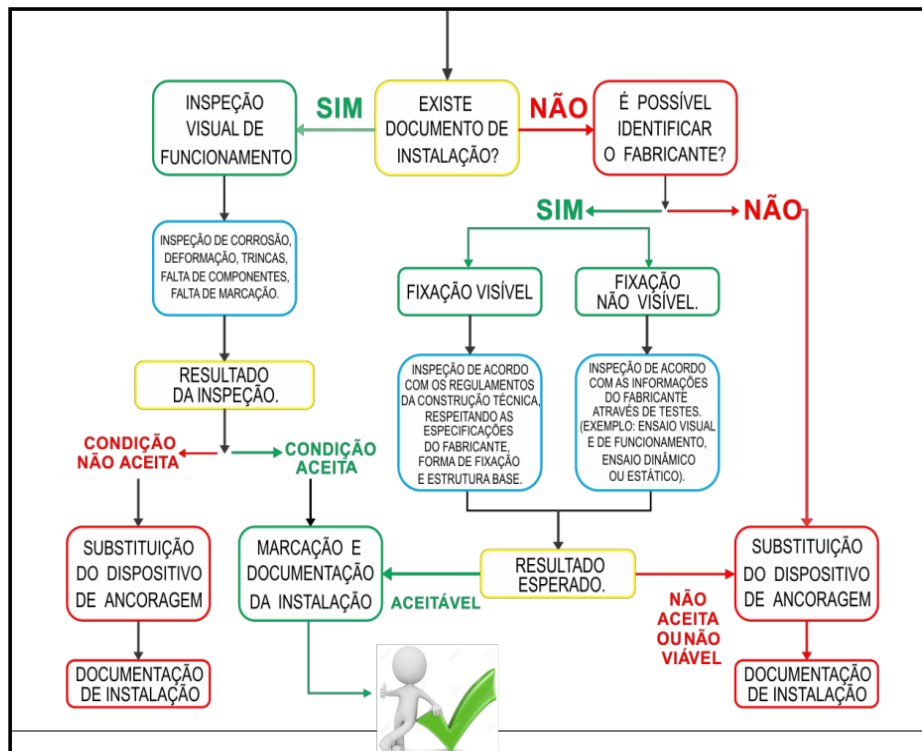 INSPEÇÃO
VISUAL DE
FUNCIONAMENTO
SIM
EXISTE
DOCUMENTO DE
INSTALAÇÃO?
NÃO
É POSSÍVEL
IDENTIFICAR
O FABRICANTE?
SIM
NÃO
INSPEÇÃO DE CORROSÃO,
DEFORMAÇÃO, TRINCAS,
FALTA DE COMPONENTES,
FALTA DE MARCAÇÃO.
FIXAÇÃO VISÍVEL
FIXAÇÃO
NÃO VISÍVEL.
RESULTADO
DA INSPEÇÃO.
INSPEÇÃO DE ACORDO
COM OS REGULAMENTOS
DA CONSTRUÇÃO TÉCNICA,
RESPEITANDO AS
ESPECIFICAÇÕES
DO FABRICANTE,
FORMA DE FIXAÇÃO
E ESTRUTURA BASE.
INSPEÇÃO DE ACORDO
COM AS INFORMAÇÕES
DO FABRICANTE
ATRAVÉS DE TESTES.
(EXEMPLO: ENSAIO VISUAL
E DE FUNCIONAMENTO,
ENSAIO DINÂMICO
OU ESTÁTICO).
CONDIÇÃO
NÃO ACEITA
CONDIÇÃO
ACEITA
SUBSTITUIÇÃO
DO DISPOSITIVO
DE ANCORAGEM
MARCAÇÃO E
DOCUMENTAÇÃO
DA INSTALAÇÃO
ACEITÁVEL
RESULTADO
ESPERADO.
NÃO
ACEITA
OUNÃO
VIÁVEL
SUBSTITUIÇÃO
DO DISPOSITIVO
DE ANCORAGEM
DOCUMENTAÇÃO
DE INSTALAÇÃO
DOCUMENTAÇÃO
DE INSTALAÇÃO